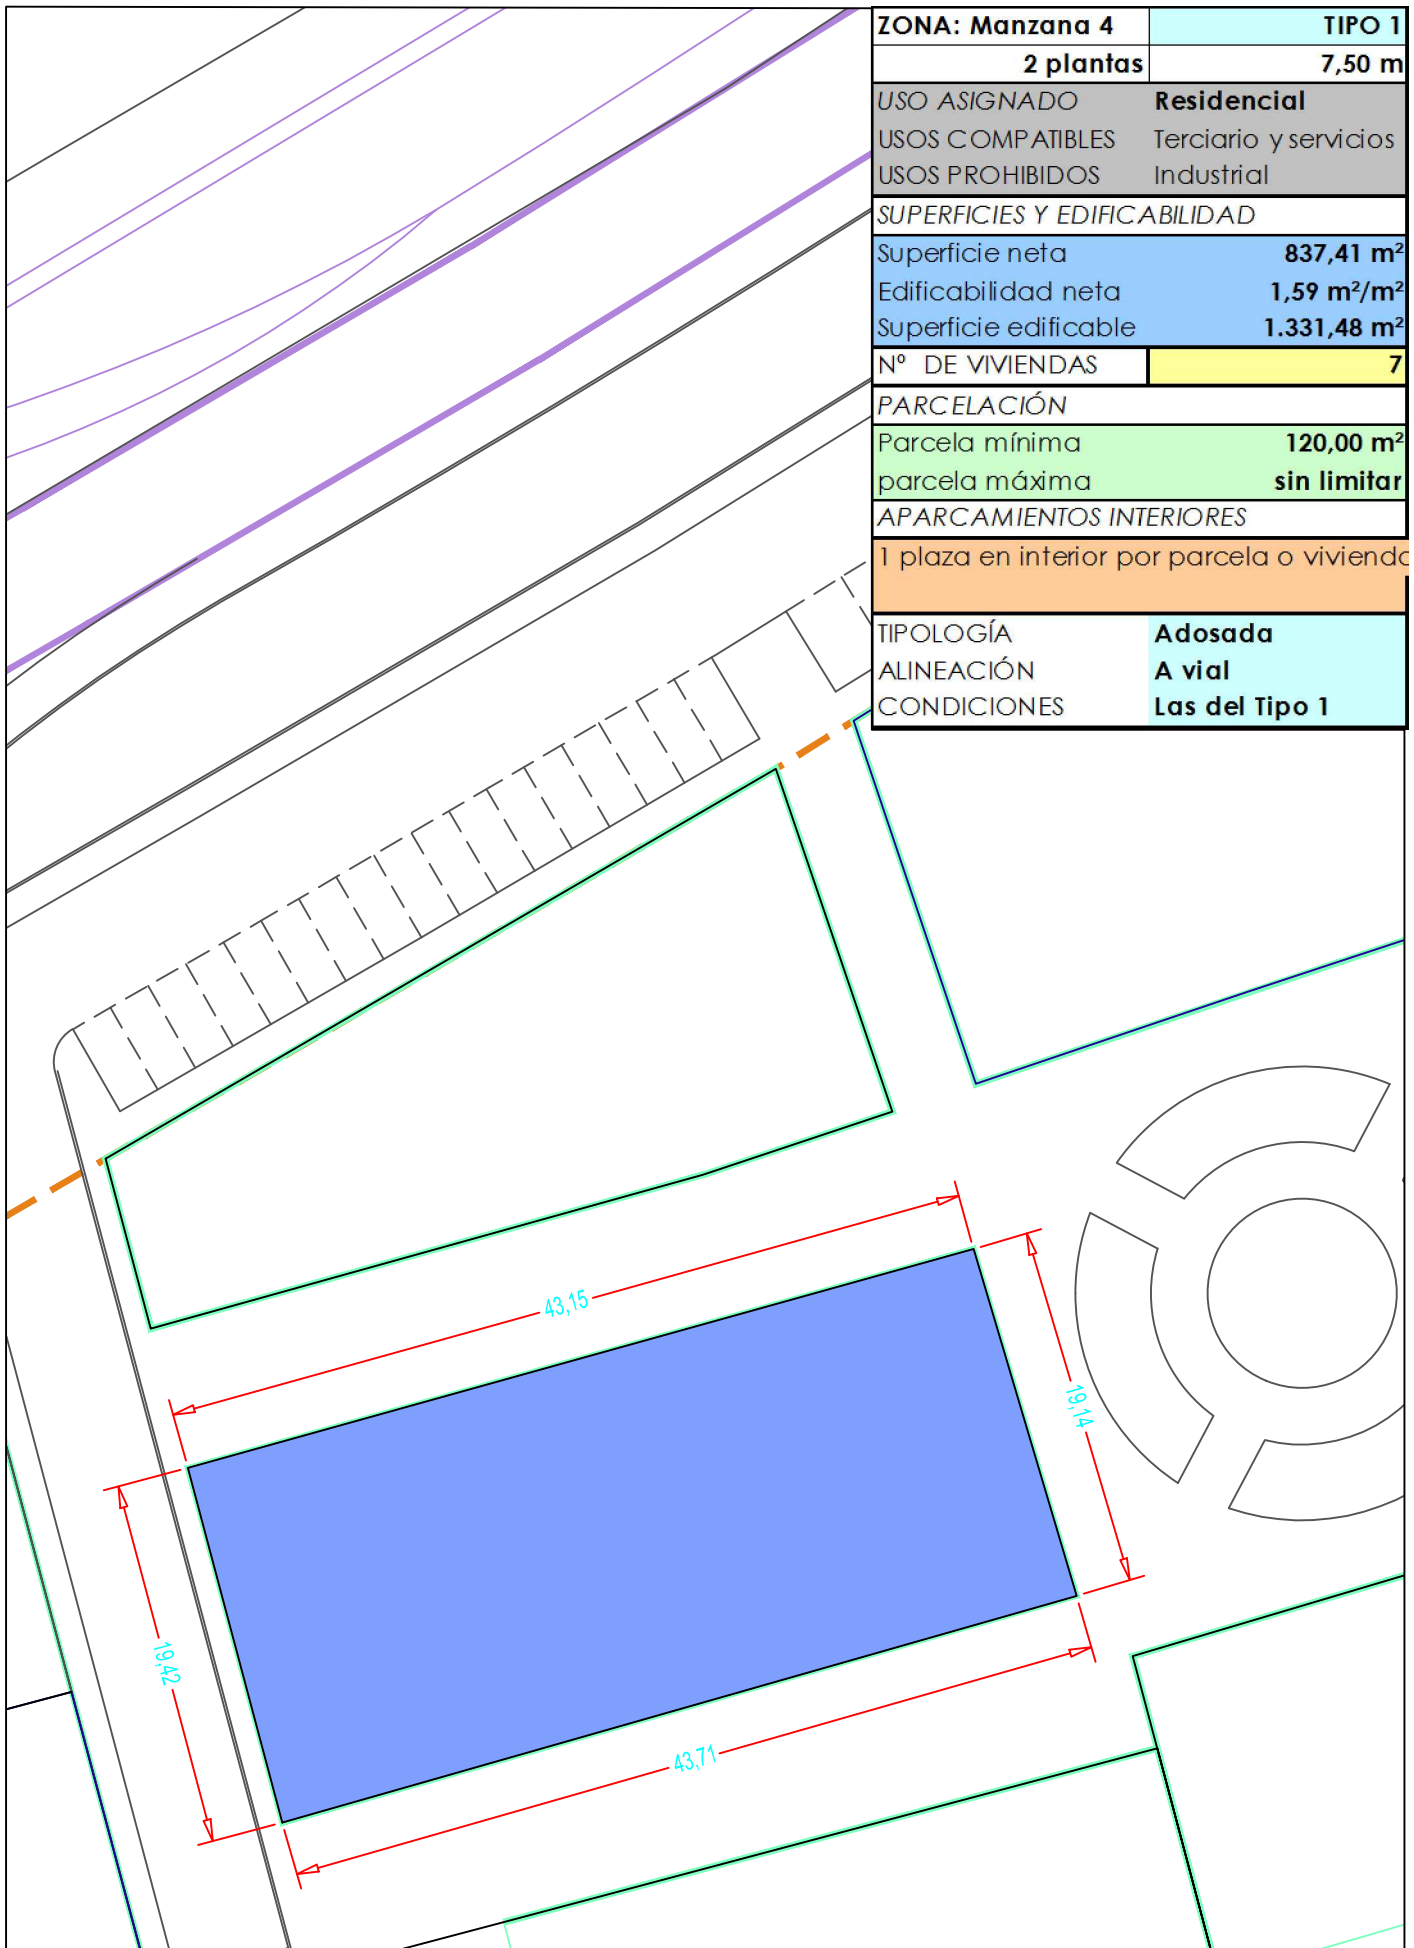 ZONA: Manzana 4 TIPO 1
2 plantas 7,50 m
USO ASIGNADO Residencial
USOS COMPATIBLES Terciario y servicios
USOS PROHIBIDOS Industrial
SUPERFICIES Y EDIFICABILIDAD
Superficie neta 837,41 m²
Edificabilidad neta 1,59 m²/m²
Superficie edificable 1.331,48 m²
Nº DE VIVIENDAS 7
PARCELACIÓN
Parcela mínima 120,00 m²
parcela máxima sin limitar
APARCAMIENTOS INTERIORES
1 plaza en interior por parcela o vivienda
TIPOLOGÍA Adosada
ALINEACIÓN A vial
CONDICIONES Las del Tipo 1
43,15
19,14
19,42
43,71